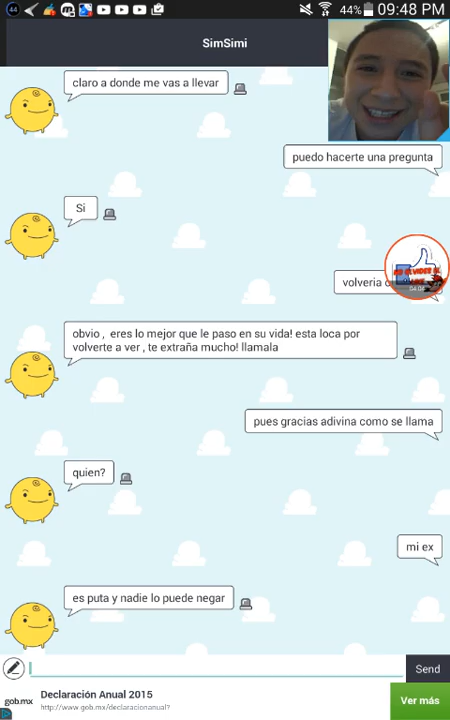 44
44% 09:48 PM
SimSimi
claro a donde me vas a llevar
puedo hacerte una pregunta
Si
volveria
04:06
obvio , eres lo mejor que le paso en su vida! esta loca por
volverte a ver , te extraña mucho! llamala
pues gracias adivina como se llama
quien?
mi ex
es puta y nadie lo puede negar
Send
gob.mx
Declaración Anual 2015
http://www.gob.mx/declaracionanual?
Ver más